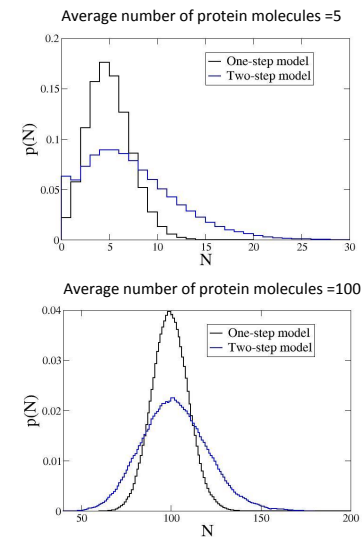 Average number of protein molecules =5
0.2
One-step model
Two-step model
0.15
p(N)
0.1
0.05
0
0 5 10 15 20 25 30
N
Average number of protein molecules =100
0.04
One-step model
Two-step model
0.03
p(N)
0.02
0.01
0
50 100 150 200
N